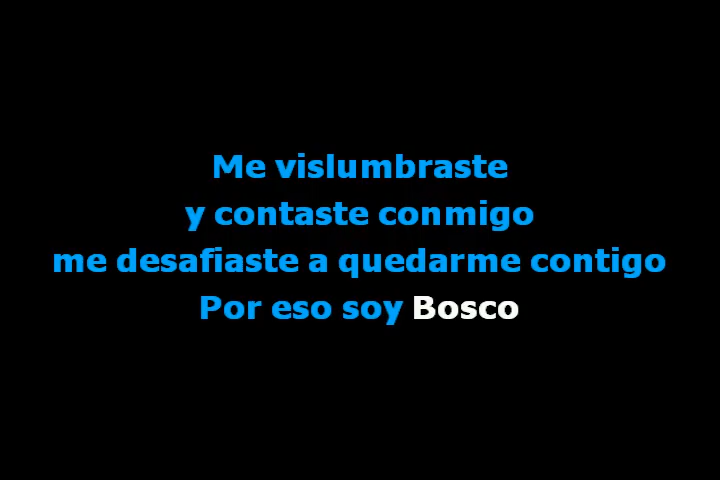 Me vislumbraste
y contaste conmigo
me desafiaste a quedarme contigo
Por eso soy Bosco